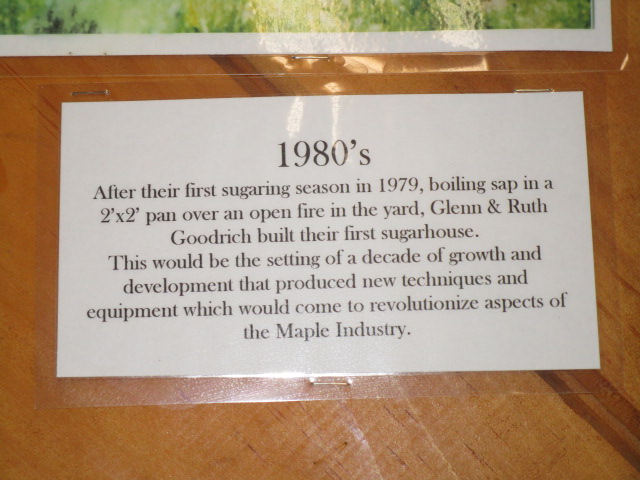 1980's
After their first sugaring season in 1979, boiling sap in a
2'x2' pan over an open fire in the yard, Glenn & Ruth
Goodrich built their first sugarhouse.
This would be the setting of a decade of growth and
development that produced new techniques and
equipment which would come to revolutionize aspects of
the Maple Industry.